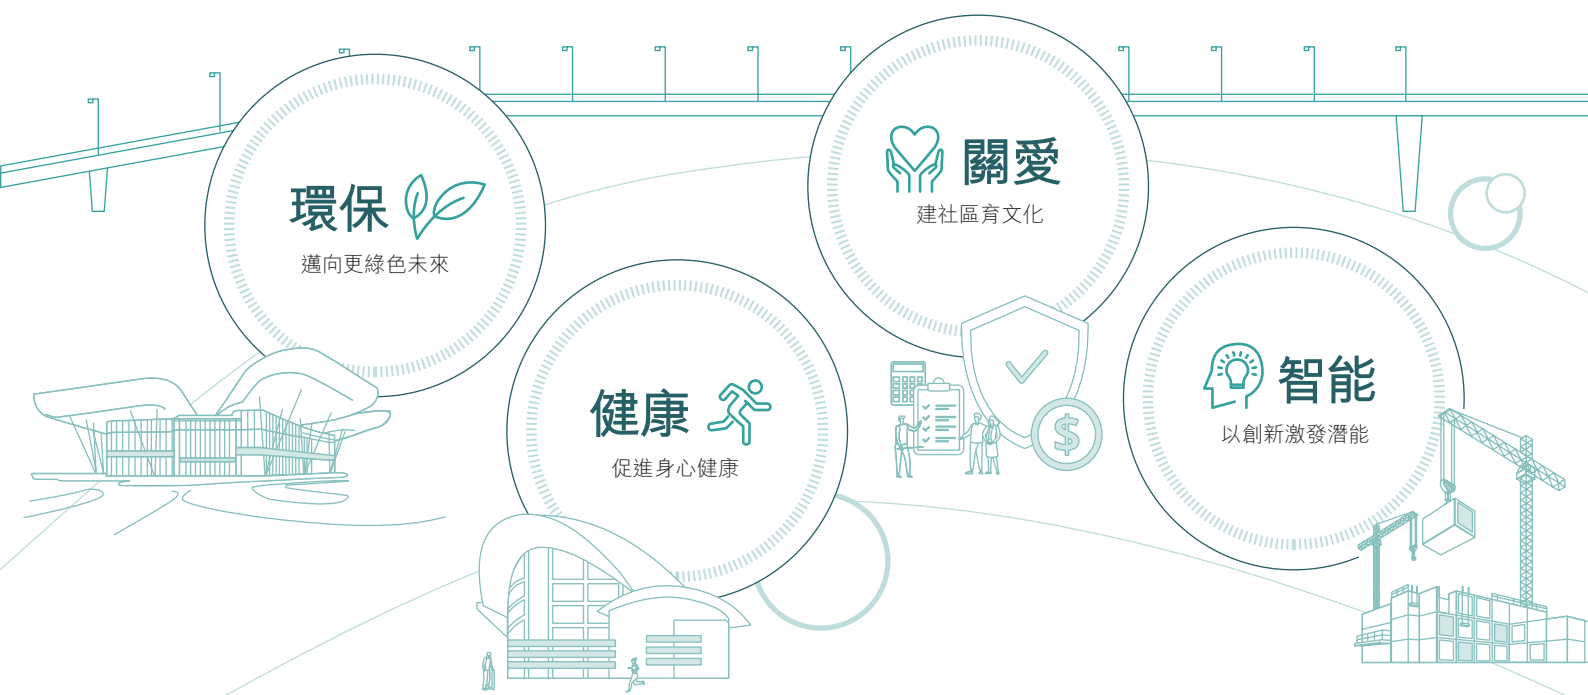 環保
邁向更綠色未來
健康
促進身心健康
關愛
建社區育文化
智能
以創新激發潛能
$